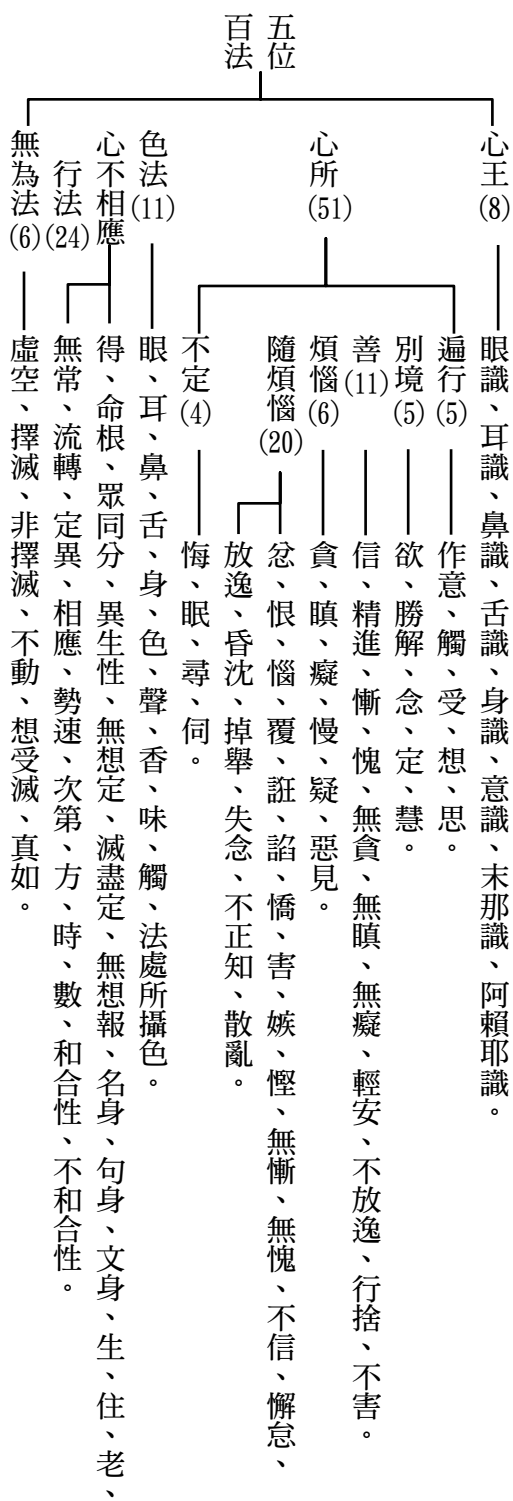 五位
百法
心王(8)
眼識、耳識、鼻識、舌識、身識、意識、末那識、阿賴耶識。
心所(51)
遍行(5)
作意、觸、受、想、思。
別境(5)
欲、勝解、念、定、慧。
善(11)
信、精進、慚、愧、無貪、無瞋、無癡、輕安、不放逸、行捨、不害。
煩惱(6)
貪、瞋、癡、慢、疑、惡見。
隨煩惱(20)
忿、恨、惱、覆、誑、諂、憍、害、嫉、慳、無慚、無愧、不信、懈怠、
放逸、昏沈、掉舉、失念、不正知、散亂。
不定(4)
悔、眠、尋、伺。
色法(11)
眼、耳、鼻、舌、身、色、聲、香、味、觸、法處所攝色。
心不相應
行法(24)
得、命根、眾同分、異生性、無想定、滅盡定、無想報、名身、句身、文身、生、住、老、
無常、流轉、定異、相應、勢速、次第、方、時、數、和合性、不和合性。
無為法(6)
虛空、擇滅、非擇滅、不動、想受滅、真如。